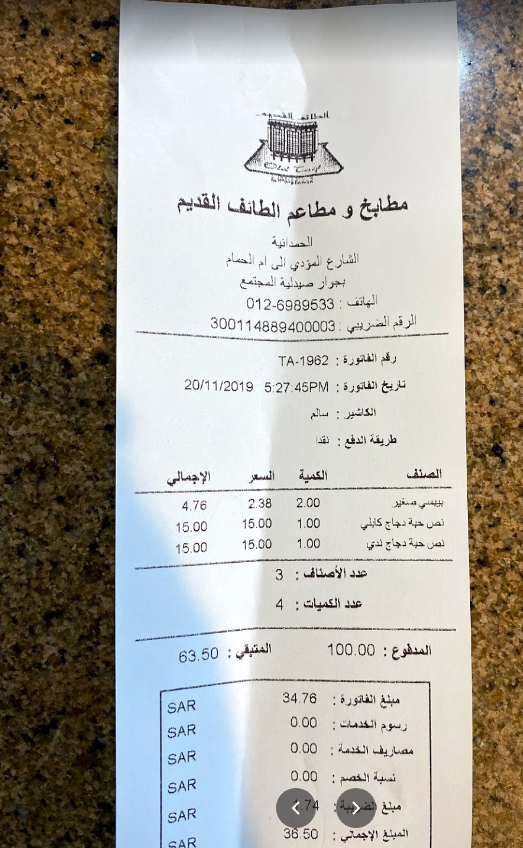 الطائف القديم
مطابخ و مطاعم الطائف القديم
الحمدانية
الشارع المؤدي الى ام الحمام
بجوار صيدلية المجتمع
الهاتف : 012-6989533
الرقم الضريبي : 300114889400003
رقم الفاتورة : TA-1962
تاريخ الفاتورة : 20/11/2019 5:27:45PM
الكاشير : سالم
طريقة الدفع : نقدا
الصنف الكمية السعر الإجمالي
بيبسي صغير 2.00 2.38 4.76
نص حبة دجاج كابلي 1.00 15.00 15.00
نص حبة دجاج ندي 1.00 15.00 15.00
عدد الأصناف : 3
عدد الكميات : 4
المدفوع : 100.00 المتبقي : 63.50
مبلغ الفاتورة : 34.76 SAR
رسوم الخدمات : 0.00 SAR
مصاريف الخدمة : 0.00 SAR
نسبة الخصم : 0.00 SAR
مبلغ الضريبة : .74 SAR
المبلغ الإجمالي : 36.50 SAR